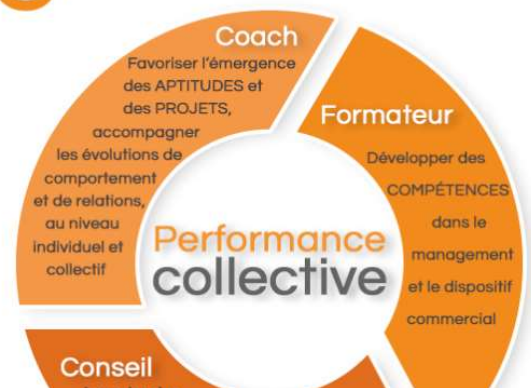 Coach
Favoriser l'émergence
des APTITUDES et
des PROJETS,
accompagner
les évolutions de
comportement
et de relations,
au niveau
individuel et
collectif
Formateur
Développer des
COMPÉTENCES
dans le
management
et le dispositif
commercial
Performance
collective
Conseil